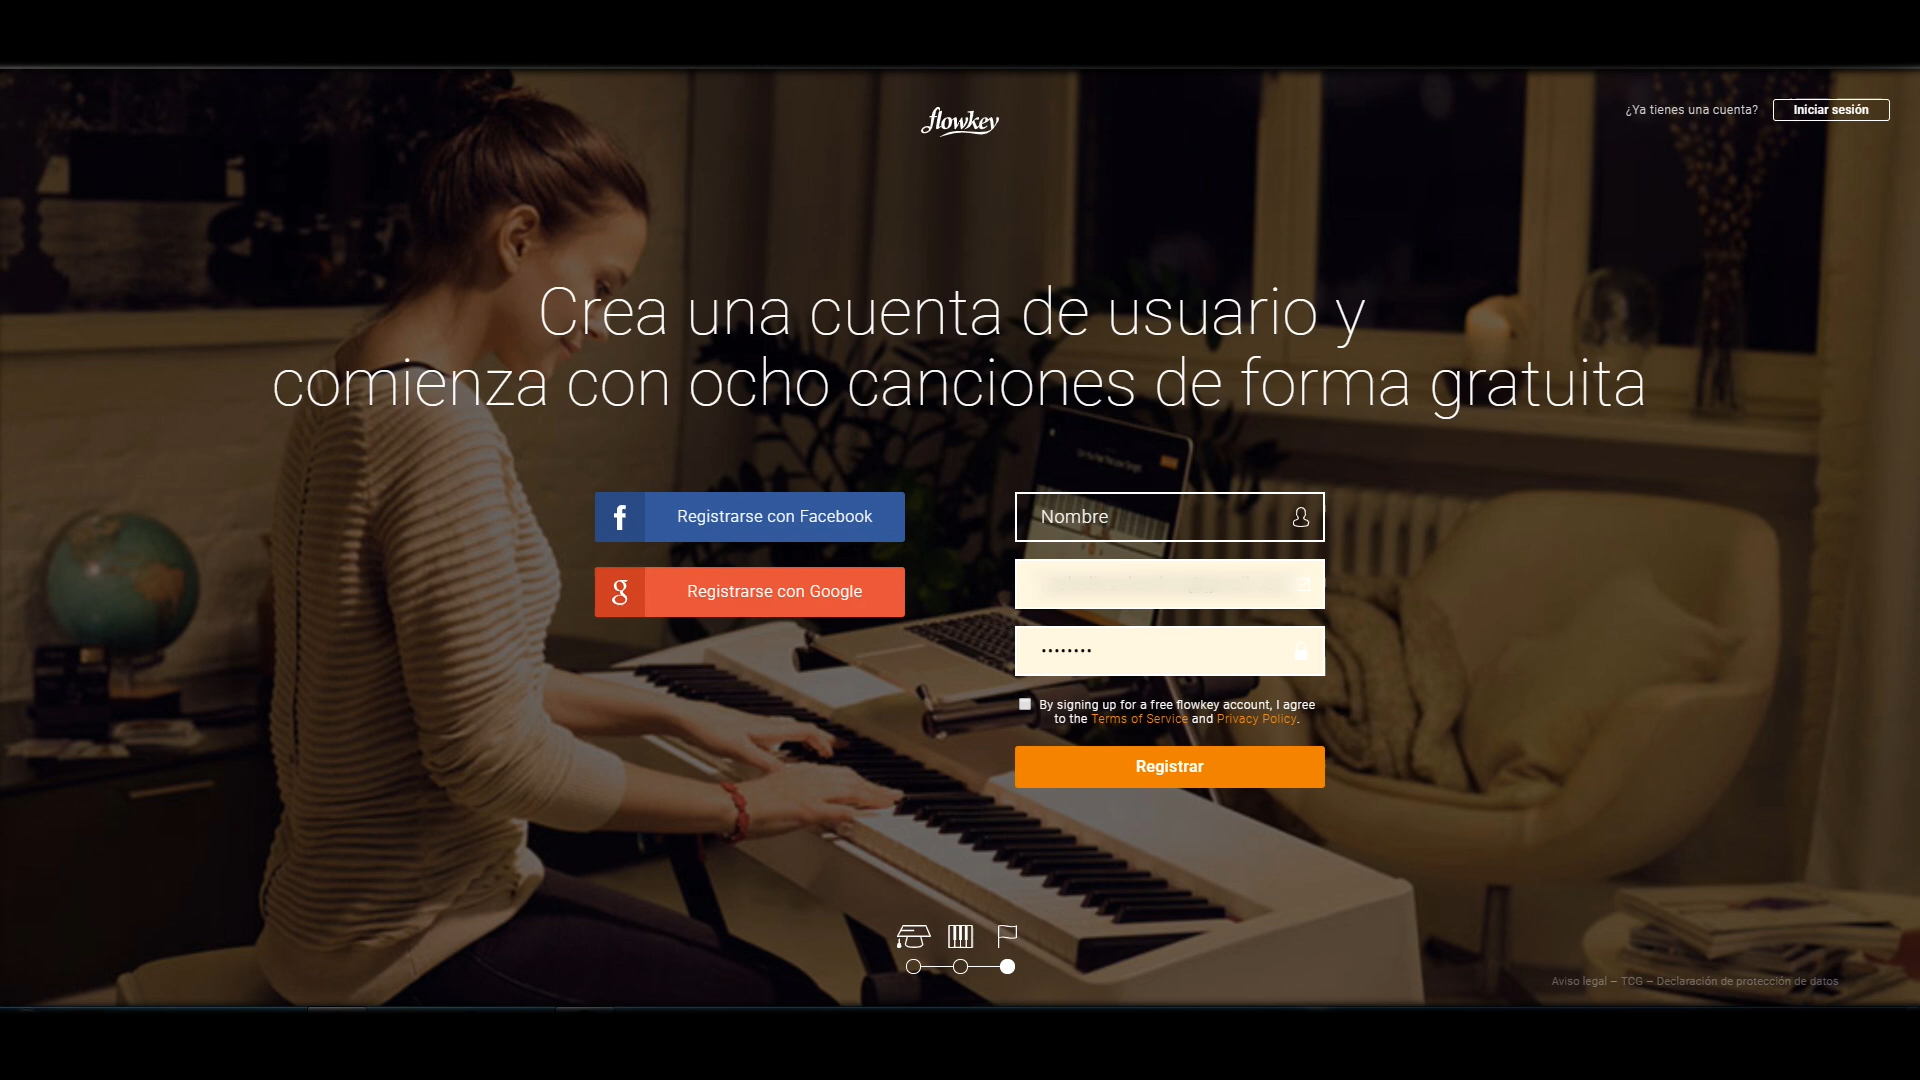 flowkey
¿Ya tienes una cuenta?
Iniciar sesión
Crea una cuenta de usuario y
comienza con ocho canciones de forma gratuita
f
Registrarse con Facebook
g
Registrarse con Google
Nombre
••••••••
By signing up for a free flowkey account, I agree
to the Terms of Service and Privacy Policy.
Registrar
Aviso legal – TCG – Declaración de protección de datos